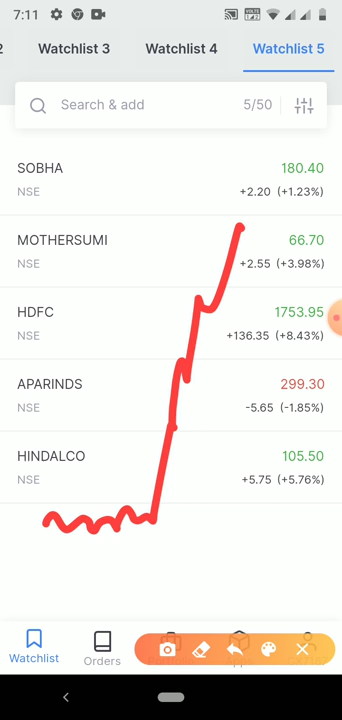 7:11
2 Watchlist 3 Watchlist 4 Watchlist 5
Search & add 5/50
SOBHA 180.40
NSE +2.20 (+1.23%)
MOTHERSUMI 66.70
NSE +2.55 (+3.98%)
HDFC 1753.95
NSE +136.35 (+8.43%)
APARINDS 299.30
NSE -5.65 (-1.85%)
HINDALCO 105.50
NSE +5.75 (+5.76%)
Watchlist Orders